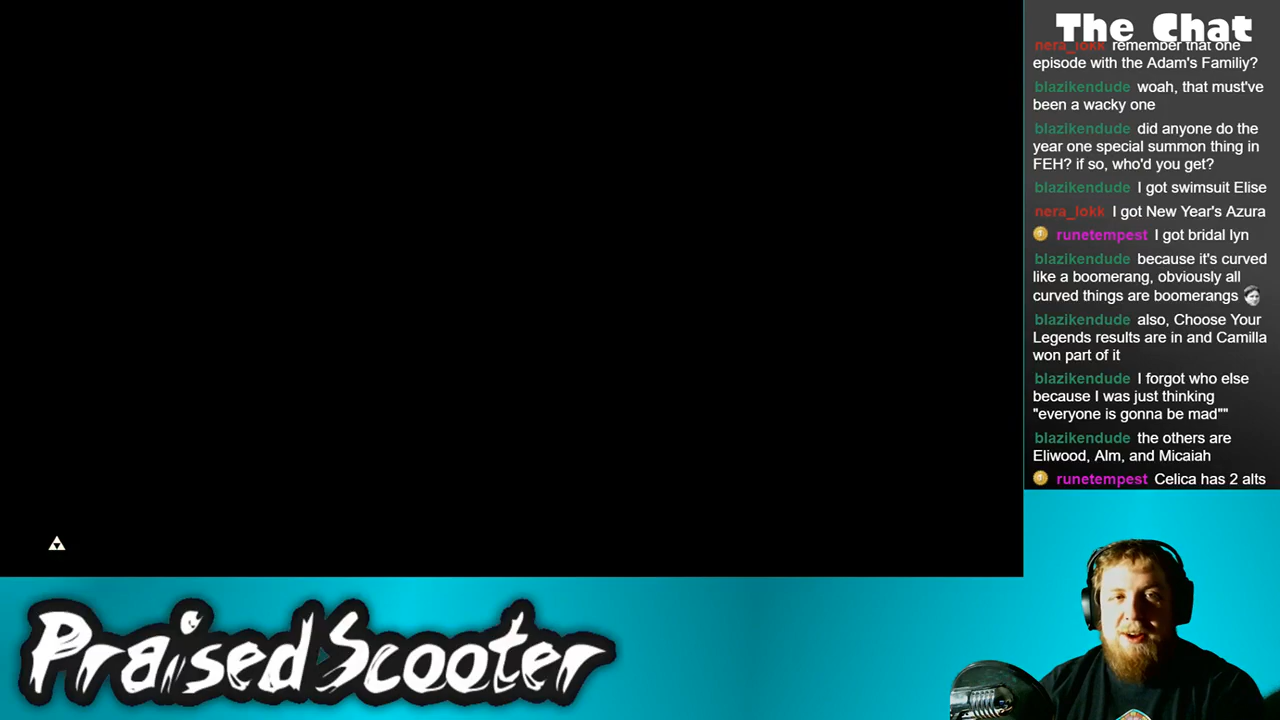 The Chat
nera_lokk remember that one
episode with the Adam's Familiy?
blazikendude woah, that must've
been a wacky one
blazikendude did anyone do the
year one special summon thing in
FEH? if so, who'd you get?
blazikendude I got swimsuit Elise
nera_lokk I got New Year's Azura
runetempest I got bridal lyn
blazikendude because it's curved
like a boomerang, obviously all
curved things are boomerangs
blazikendude also, Choose Your
Legends results are in and Camilla
won part of it
blazikendude I forgot who else
because I was just thinking
"everyone is gonna be mad""
blazikendude the others are
Eliwood, Alm, and Micaiah
runetempest Celica has 2 alts
PraisedScooter